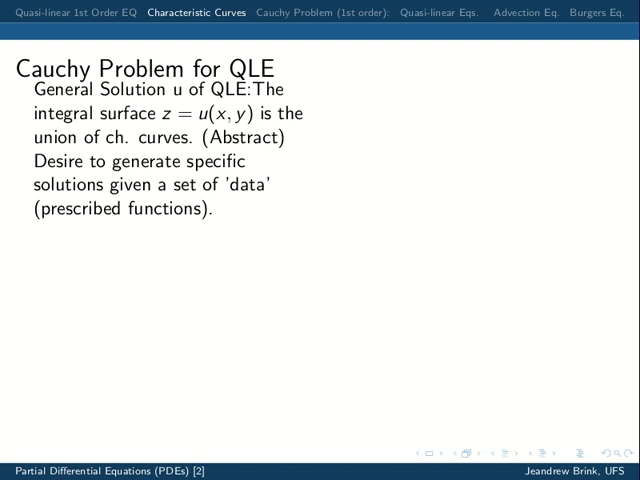 Quasi-linear 1st Order EQ Characteristic Curves Cauchy Problem (1st order): Quasi-linear Eqs. Advection Eq. Burgers Eq.
Cauchy Problem for QLE
General Solution u of QLE:The
integral surface z = u(x, y) is the
union of ch. curves. (Abstract)
Desire to generate specific
solutions given a set of 'data'
(prescribed functions).
Partial Differential Equations (PDEs) [2] Jeandrew Brink, UFS